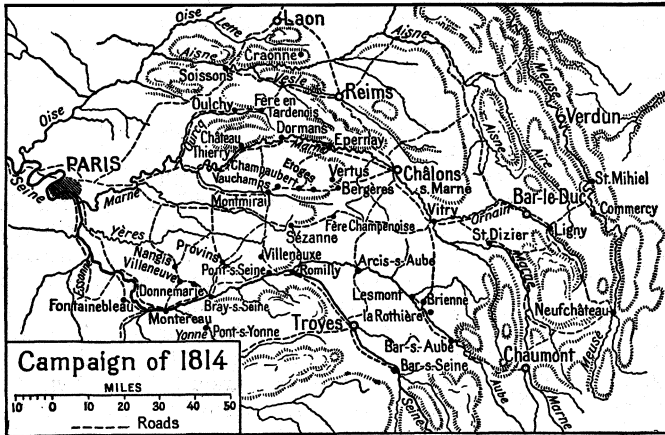 Laon
Oise
Lette
Aisne
Craonne
Aisne
Soissons
Vesle
Meuse
Oulchy
Reims
Oise
Fère en
Tardenois
Verdun
Ourcq
Dormans
Aisne
Aire
Château
Thierry
Marne
Epernay
PARIS
Seine
Etoges
Vertus
Châlons
s. Marne
St. Mihiel
Champaubert
Vauchamps
Bergères
Bar-le-Duc
Marne
Montmirail
Vitry
Ornain
Commercy
Fère Champenoise
Ligny
Yères
Sézanne
St. Dizier
Provins
Nangis
Villeneuve
Villenauxe
Marne
Essonne
Donnemarie
Pont-s-Seine
Romilly
Arcis-s-Aube
Fontainebleau
Bray-s-Seine
Lesmont
Brienne
Montereau
la Rothière
Neufchâteau
Yonne
Pont-s-Yonne
Troyes
Meuse
Bar-s-Aube
Chaumont
Bar-s-Seine
Aube
Seine
Marne
Campaign of 1814
MILES
10 0 10 20 30 40 50
Roads